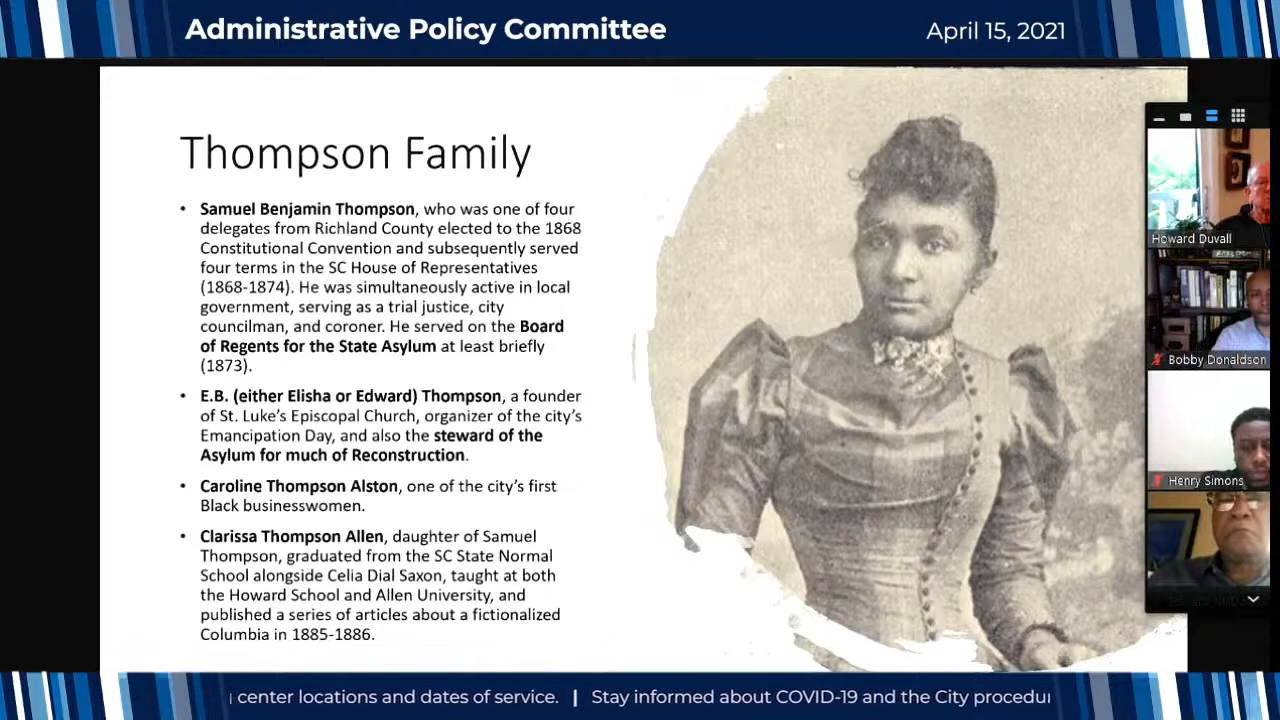 Administrative Policy Committee
April 15, 2021
Thompson Family
• Samuel Benjamin Thompson, who was one of four
delegates from Richland County elected to the 1868
Constitutional Convention and subsequently served
four terms in the SC House of Representatives
(1868-1874). He was simultaneously active in local
government, serving as a trial justice, city
councilman, and coroner. He served on the Board
of Regents for the State Asylum at least briefly
(1873).
• E.B. (either Elisha or Edward) Thompson, a founder
of St. Luke's Episcopal Church, organizer of the city's
Emancipation Day, and also the steward of the
Asylum for much of Reconstruction.
• Caroline Thompson Alston, one of the city's first
Black businesswomen.
• Clarissa Thompson Allen, daughter of Samuel
Thompson, graduated from the SC State Normal
School alongside Celia Dial Saxon, taught at both
the Howard School and Allen University, and
published a series of articles about a fictionalized
Columbia in 1885-1886.
Howard Duvall
Bobby Donaldson
Henry Simons
center locations and dates of service. | Stay informed about COVID-19 and the City procedu